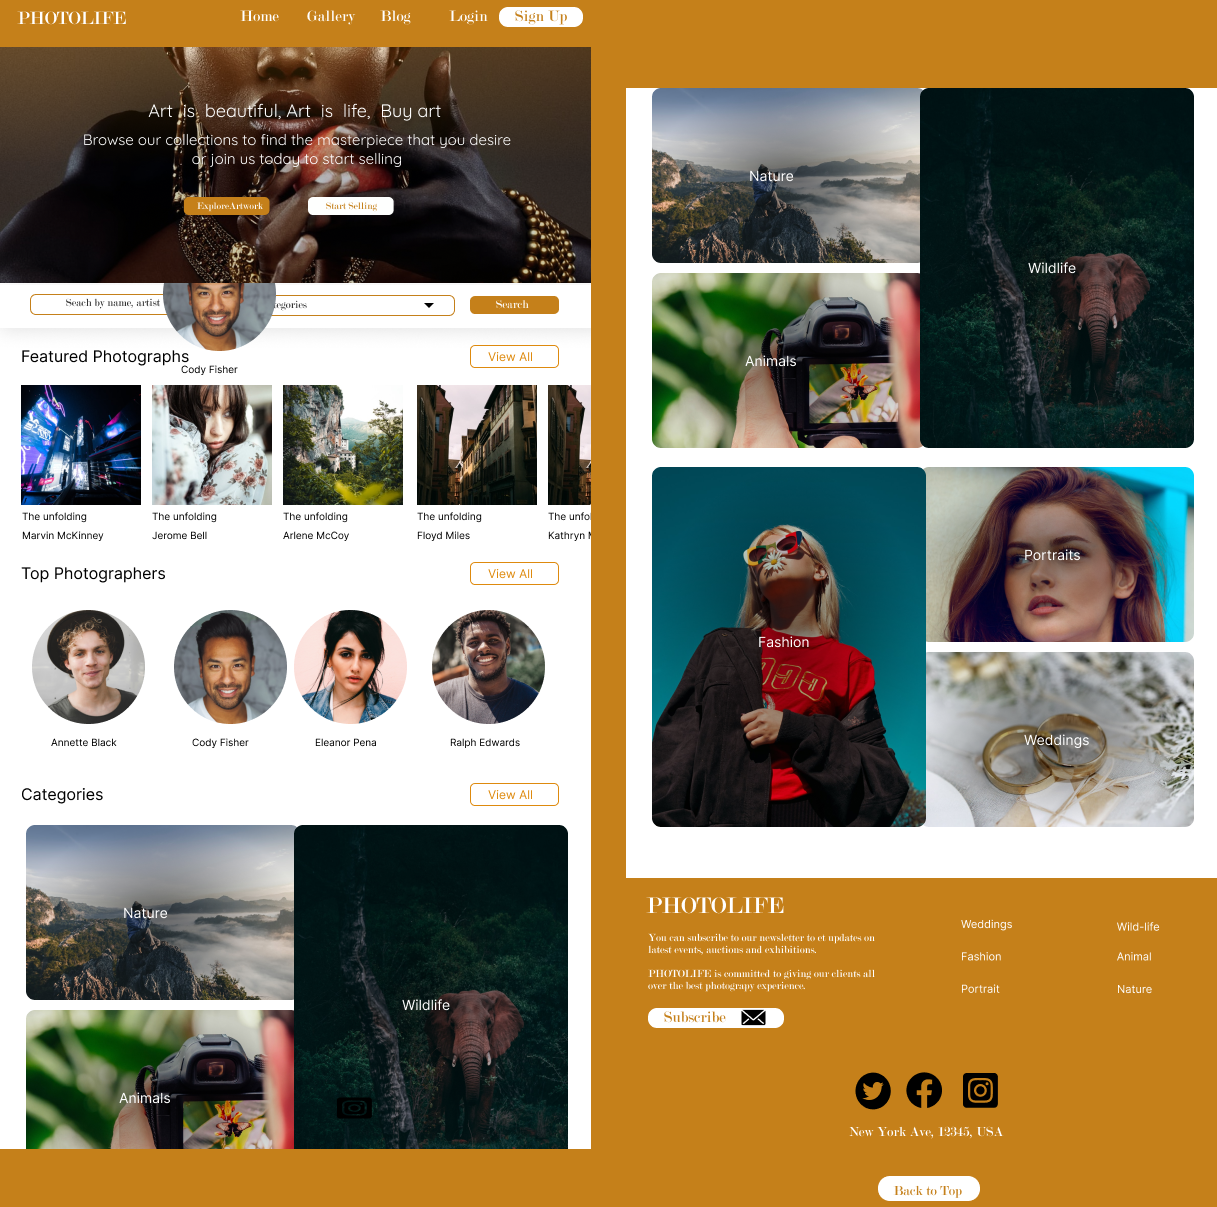 PHOTOLIFE
Home Gallery Blog Login Sign Up
Art is beautiful, Art is life, Buy art
Browse our collections to find the masterpiece that you desire
or join us today to start selling
ExploreArtwork
Start Selling
Seach by name, artist
tegories
Search
Featured Photographs
View All
Cody Fisher
The unfolding
Marvin McKinney
The unfolding
Jerome Bell
The unfolding
Arlene McCoy
The unfolding
Floyd Miles
The unfol
Kathryn M
Top Photographers
View All
Annette Black
Cody Fisher
Eleanor Pena
Ralph Edwards
Categories
View All
Nature
Wildlife
Animals
Nature
Wildlife
Animals
Fashion
Portraits
Weddings
PHOTOLIFE
You can subscribe to our newsletter to et updates on
latest events, auctions and exhibitions.
PHOTOLIFE is committed to giving our clients all
over the best photograpy experience.
Subscribe
Weddings
Fashion
Portrait
Wild-life
Animal
Nature
New York Ave, 12345, USA
Back to Top